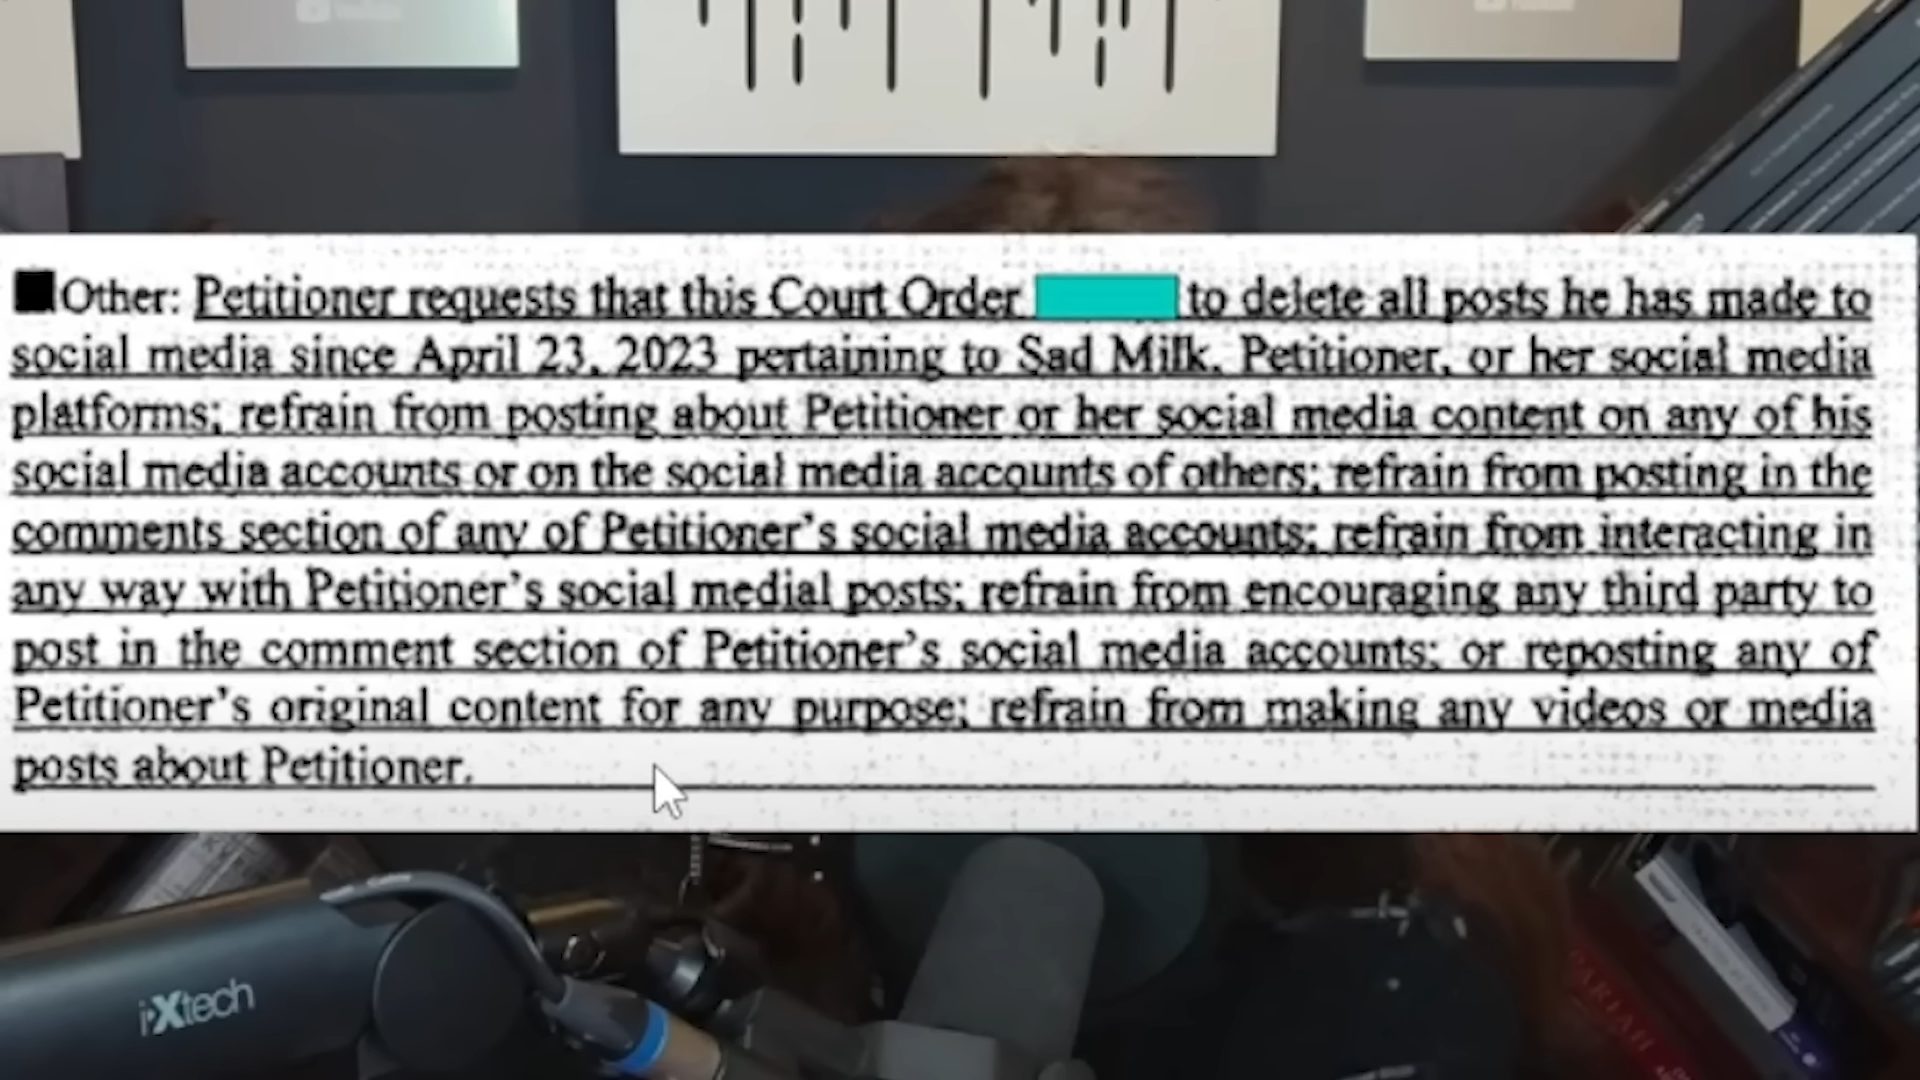 YouTube
Other: Petitioner requests that this Court Order to delete all posts he has made to
social media since April 23, 2023 pertaining to Sad Milk, Petitioner, or her social media
platforms; refrain from posting about Petitioner or her social media content on any of his
social media accounts or on the social media accounts of others; refrain from posting in the
comments section of any of Petitioner's social media accounts; refrain from interacting in
any way with Petitioner's social medial posts; refrain from encouraging any third party to
post in the comment section of Petitioner's social media accounts; or reposting any of
Petitioner's original content for any purpose; refrain from making any videos or media
posts about Petitioner.
iXtech